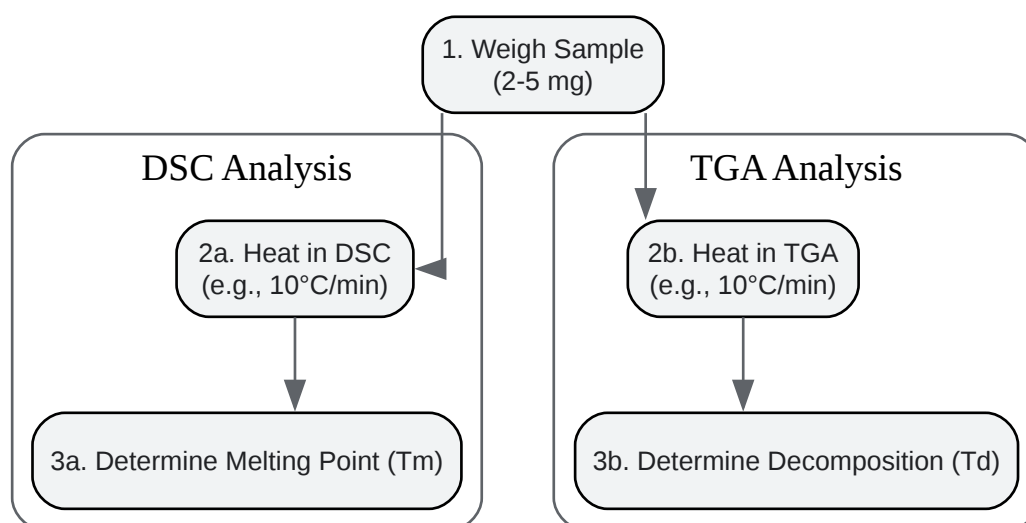 1. Weigh Sample
(2-5 mg)
DSC Analysis
2a. Heat in DSC
(e.g., 10°C/min)
3a. Determine Melting Point (Tm)
TGA Analysis
2b. Heat in TGA
(e.g., 10°C/min)
3b. Determine Decomposition (Td)